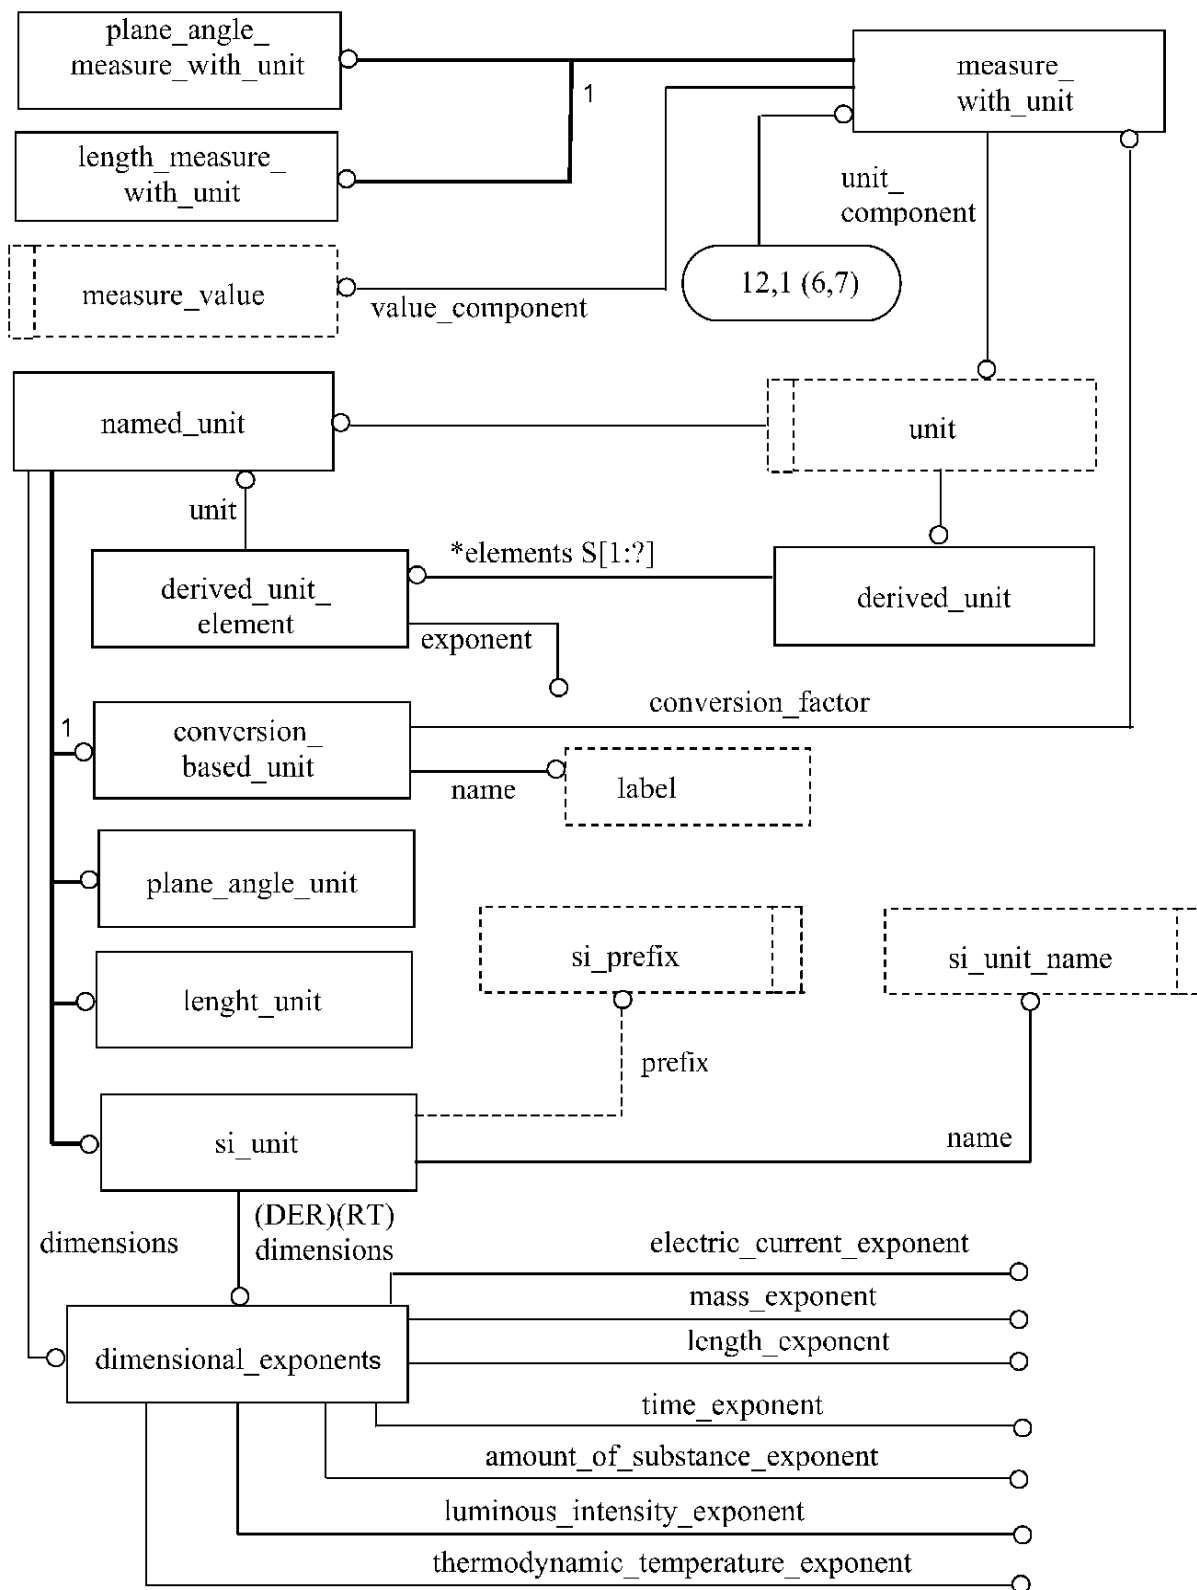 plane_angle_
measure_with_unit
measure_
with_unit
1
length_measure_
with_unit
unit_
component
measure_value
value_component
12,1 (6,7)
named_unit
unit
unit
*elements S[1:?]
derived_unit_
element
derived_unit
exponent
conversion_factor
1
conversion_
based_unit
name
label
plane_angle_unit
si_prefix
si_unit_name
lenght_unit
prefix
si_unit
name
(DER)(RT)
dimensions
dimensions
electric_current_exponent
mass_exponent
length_exponent
dimensional_exponents
time_exponent
amount_of_substance_exponent
luminous_intensity_exponent
thermodynamic_temperature_exponent